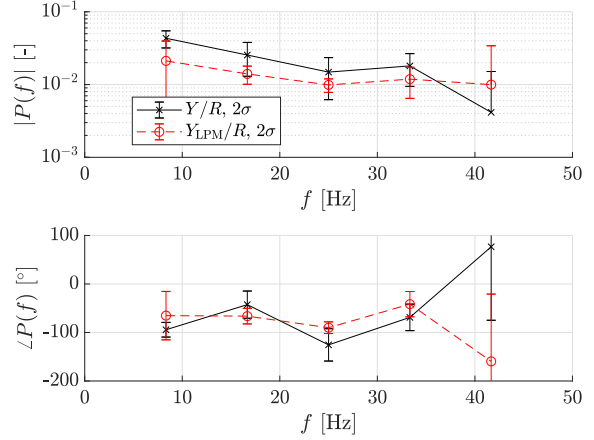 10⁻¹
10⁻²
10⁻³
|P(f)| [-]
Y/R, 2σ
Y_LPM/R, 2σ
0 10 20 30 40 50
f [Hz]
100
0
-100
-200
∠P(f) [°]
0 10 20 30 40 50
f [Hz]